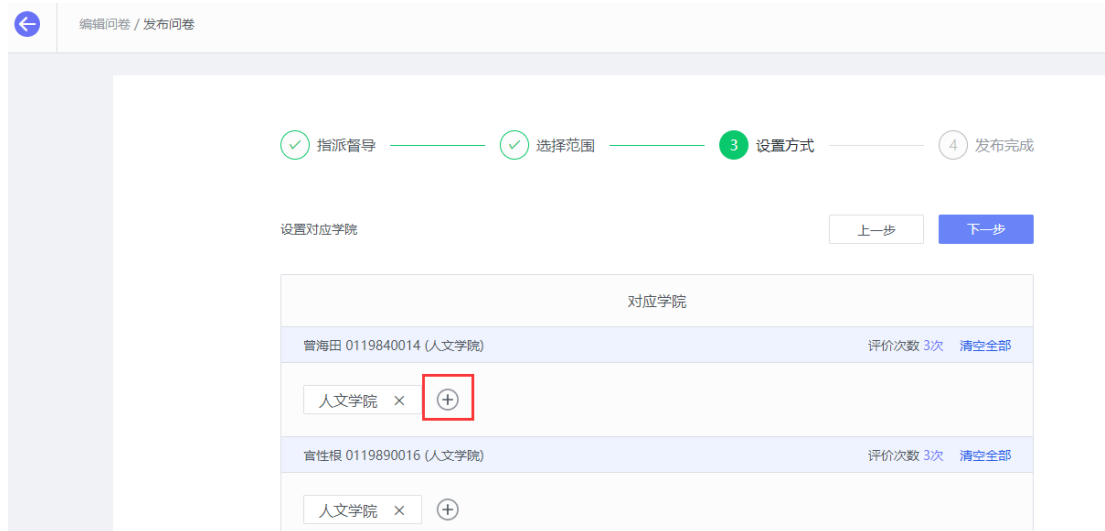 编辑问卷 / 发布问卷
指派督导 选择范围 3 设置方式 4 发布完成
设置对应学院 上一步 下一步
对应学院
曾海田 0119840014 (人文学院) 评价次数 3次 清空全部
人文学院 ×
官性根 0119890016 (人文学院) 评价次数 3次 清空全部
人文学院 ×